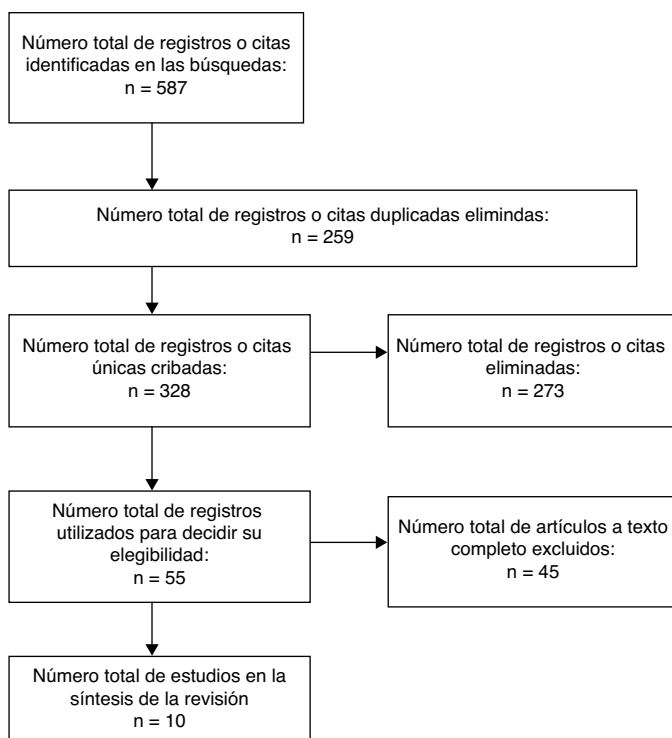 Número total de registros o citas
identificadas en las búsquedas:
n = 587
Número total de registros o citas duplicadas elimindas:
n = 259
Número total de registros o citas
únicas cribadas:
n = 328
Número total de registros o citas
eliminadas:
n = 273
Número total de registros
utilizados para decidir su
elegibilidad:
n = 55
Número total de artículos a texto
completo excluidos:
n = 45
Número total de estudios en la
síntesis de la revisión
n = 10